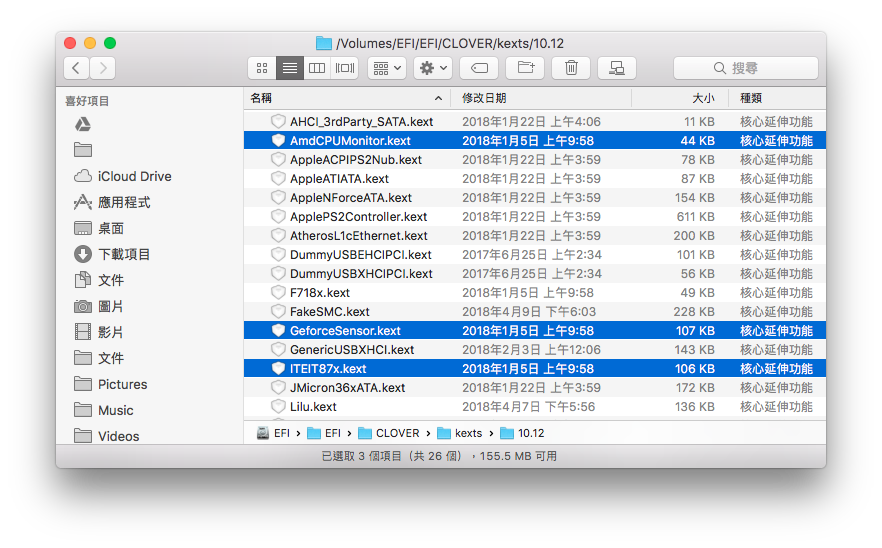 /Volumes/EFI/EFI/CLOVER/kexts/10.12
搜尋
喜好項目
iCloud Drive
應用程式
桌面
下載項目
文件
圖片
影片
文件
Pictures
Music
Videos
名稱 修改日期 大小 種類
AHCI_3rdParty_SATA.kext 2018年1月22日 上午4:06 11 KB 核心延伸功能
AmdCPUMonitor.kext 2018年1月5日 上午9:58 44 KB 核心延伸功能
AppleACPIPS2Nub.kext 2018年1月22日 上午3:59 78 KB 核心延伸功能
AppleATIATA.kext 2018年1月22日 上午3:59 87 KB 核心延伸功能
AppleNForceATA.kext 2018年1月22日 上午3:59 154 KB 核心延伸功能
ApplePS2Controller.kext 2018年1月22日 上午3:59 611 KB 核心延伸功能
AtherosL1cEthernet.kext 2018年1月22日 上午3:59 200 KB 核心延伸功能
DummyUSBEHCIPCI.kext 2017年6月25日 上午2:34 101 KB 核心延伸功能
DummyUSBXHCIPCI.kext 2017年6月25日 上午2:34 56 KB 核心延伸功能
F718x.kext 2018年1月5日 上午9:58 49 KB 核心延伸功能
FakeSMC.kext 2018年4月9日 下午6:03 228 KB 核心延伸功能
GeforceSensor.kext 2018年1月5日 上午9:58 107 KB 核心延伸功能
GenericUSBXHCI.kext 2018年2月3日 上午12:06 143 KB 核心延伸功能
ITEIT87x.kext 2018年1月5日 上午9:58 106 KB 核心延伸功能
JMicron36xATA.kext 2018年1月22日 上午3:59 172 KB 核心延伸功能
Lilu.kext 2018年4月7日 下午5:56 136 KB 核心延伸功能
EFI › EFI › CLOVER › kexts › 10.12
已選取 3 個項目（共 26 個），155.5 MB 可用